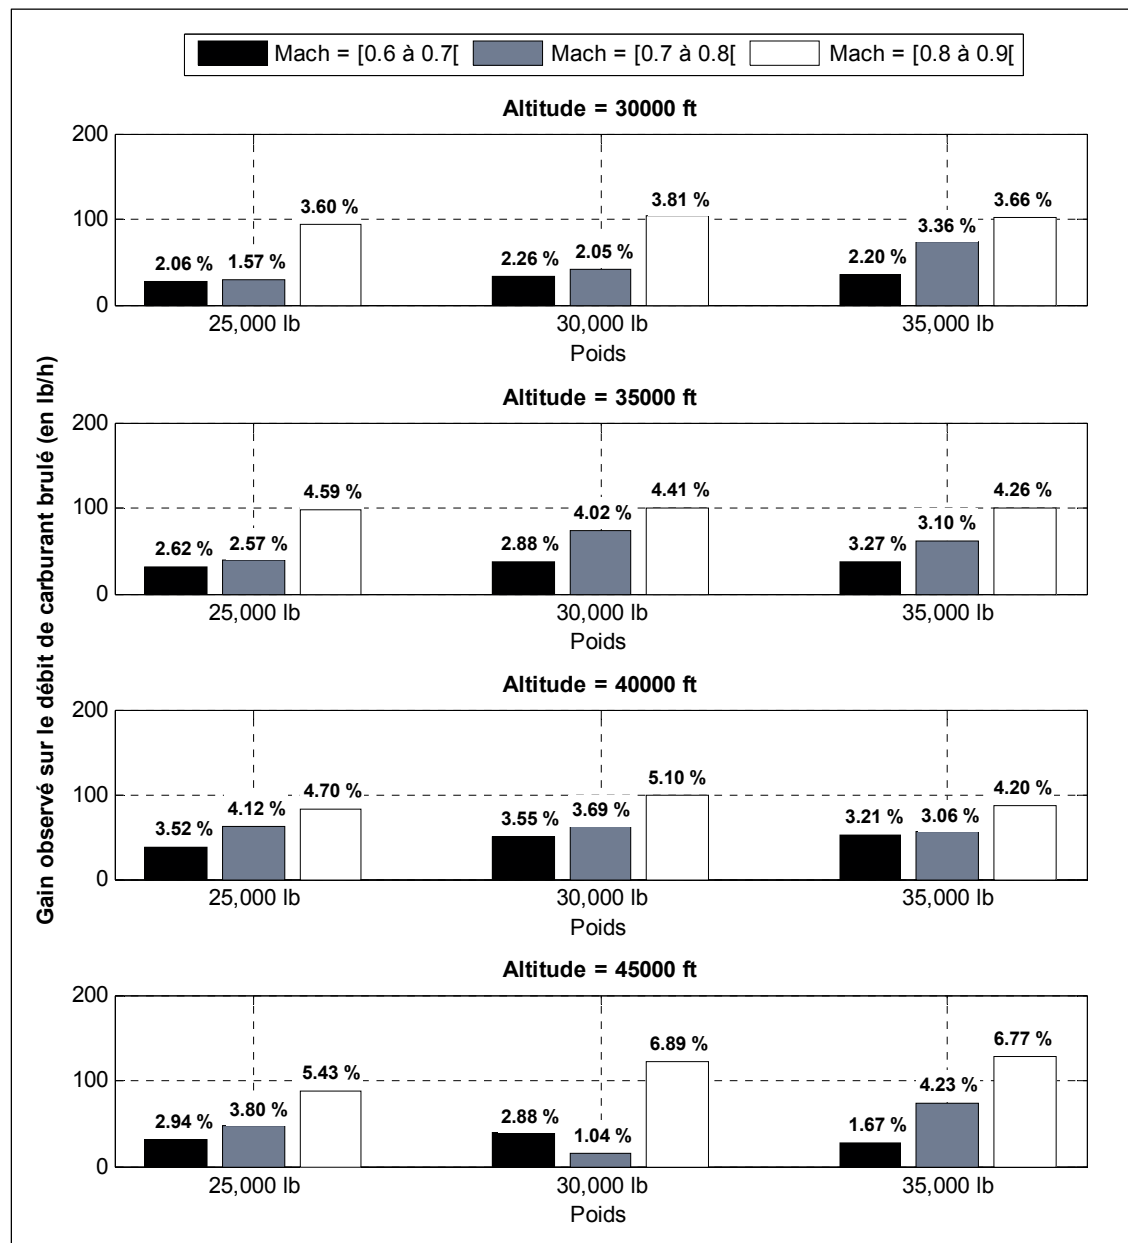 Mach = [0.6 à 0.7[ Mach = [0.7 à 0.8[ Mach = [0.8 à 0.9[
Gain observé sur le débit de carburant brulé (en lb/h)
Altitude = 30000 ft
200
100
0
2.06 % 1.57 % 3.60 % 2.26 % 2.05 % 3.81 % 2.20 % 3.36 % 3.66 %
25,000 lb 30,000 lb 35,000 lb
Poids
Altitude = 35000 ft
200
100
0
2.62 % 2.57 % 4.59 % 2.88 % 4.02 % 4.41 % 3.27 % 3.10 % 4.26 %
25,000 lb 30,000 lb 35,000 lb
Poids
Altitude = 40000 ft
200
100
0
3.52 % 4.12 % 4.70 % 3.55 % 3.69 % 5.10 % 3.21 % 3.06 % 4.20 %
25,000 lb 30,000 lb 35,000 lb
Poids
Altitude = 45000 ft
200
100
0
2.94 % 3.80 % 5.43 % 2.88 % 1.04 % 6.89 % 1.67 % 4.23 % 6.77 %
25,000 lb 30,000 lb 35,000 lb
Poids